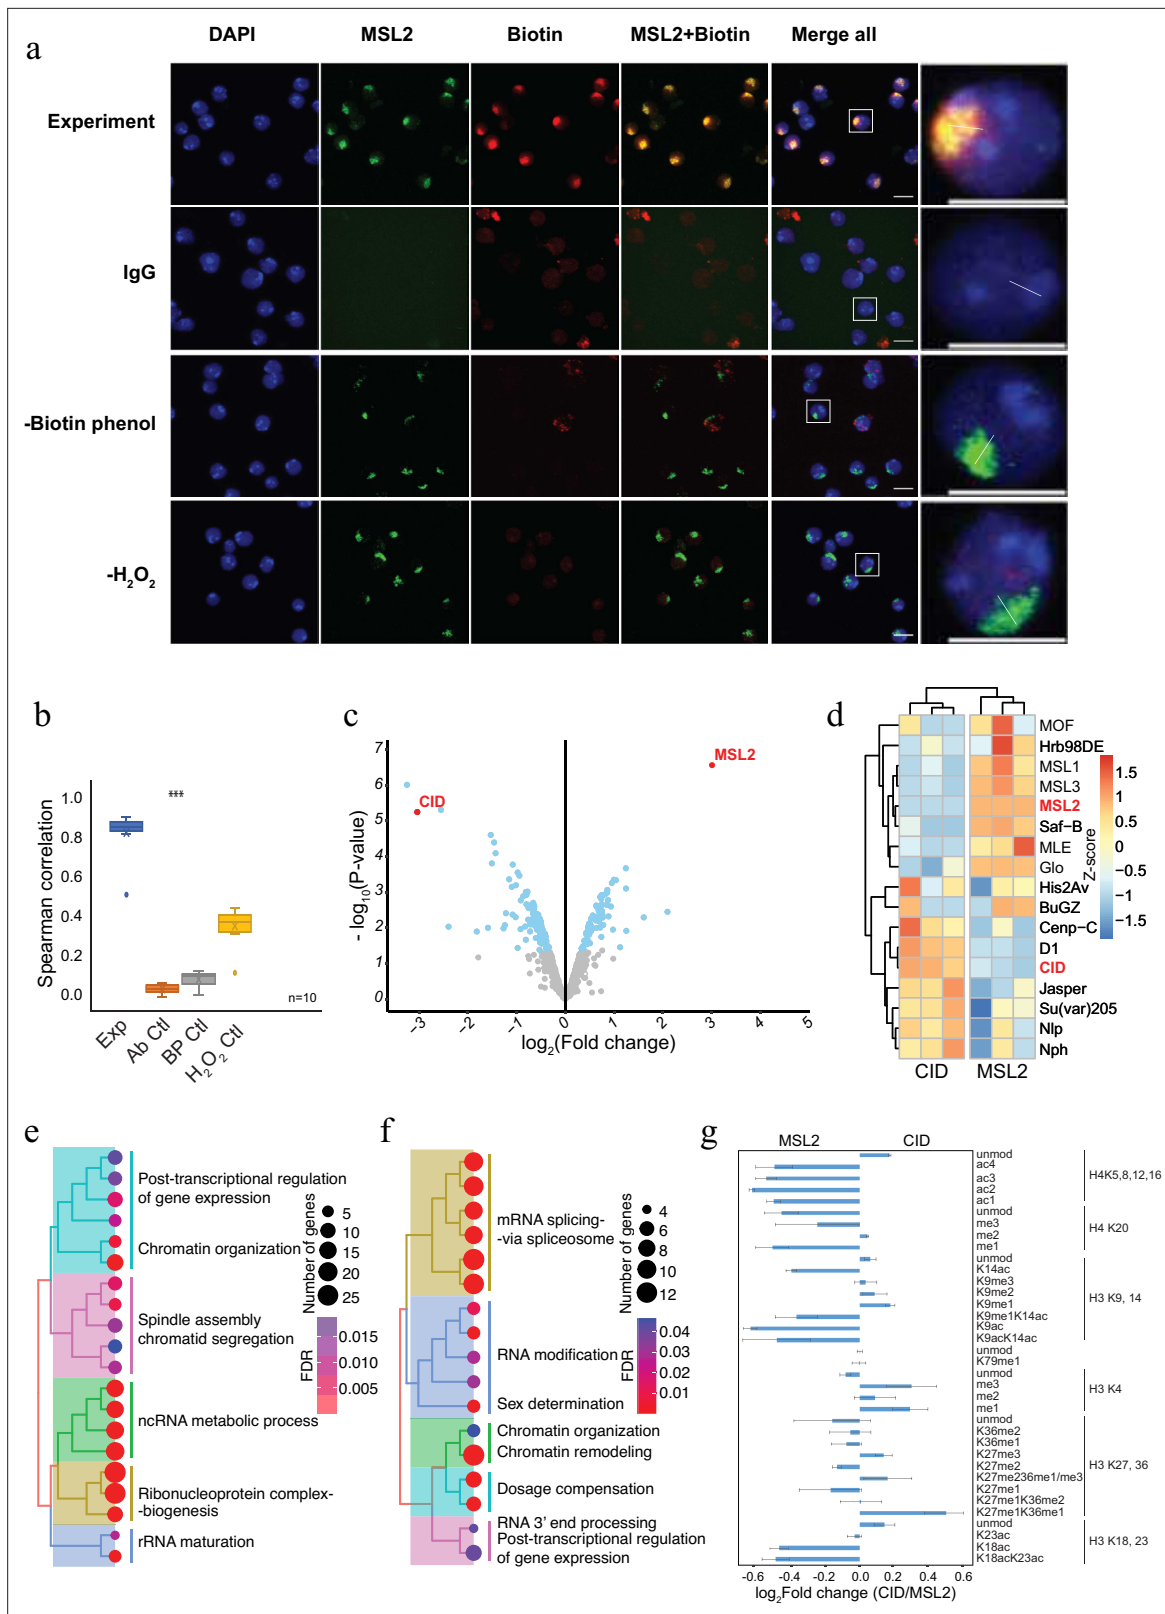 a
DAPI MSL2 Biotin MSL2+Biotin Merge all
Experiment
IgG
-Biotin phenol
-H2O2
b
Spearman correlation
1.0
0.8
0.6
0.4
0.2
0.0
***
n=10
Exp
Ab Ctl
BP Ctl
H2O2 Ctl
c
- log10(P-value)
7
6
5
4
3
2
1
0
MSL2
CID
-3 -2 -1 0 1 2 3 4 5
log2(Fold change)
d
MOF
Hrb98DE
MSL1
MSL3
MSL2
Saf-B
MLE
Glo
His2Av
BuGZ
Cenp-C
D1
CID
Jasper
Su(var)205
Nlp
Nph
CID MSL2
1.5
1
0.5
0
-0.5
-1
-1.5
Z-score
e
Post-transcriptional regulation
of gene expression
Chromatin organization
Spindle assembly
chromatid segregation
ncRNA metabolic process
Ribonucleoprotein complex-
-biogenesis
rRNA maturation
Number of genes
5
10
15
20
25
FDR
0.015
0.010
0.005
f
mRNA splicing-
-via spliceosome
RNA modification
Sex determination
Chromatin organization
Chromatin remodeling
Dosage compensation
RNA 3' end processing
Post-transcriptional regulation
of gene expression
Number of genes
4
6
8
10
12
FDR
0.04
0.03
0.02
0.01
g
MSL2 CID
unmod
ac4
ac3
ac2
ac1
H4K5,8,12,16
unmod
me3
me2
me1
H4 K20
unmod
K14ac
K9me3
K9me2
K9me1
K9me1K14ac
K9ac
K9acK14ac
H3 K9, 14
unmod
K79me1
unmod
me3
me2
me1
H3 K4
unmod
K36me2
K36me1
K27me3
K27me2
K27me236me1/me3
K27me1
K27me1K36me2
K27me1K36me1
H3 K27, 36
unmod
K23ac
K18ac
K18acK23ac
H3 K18, 23
-0.6 -0.4 -0.2 0 0.2 0.4 0.6
log2Fold change (CID/MSL2)